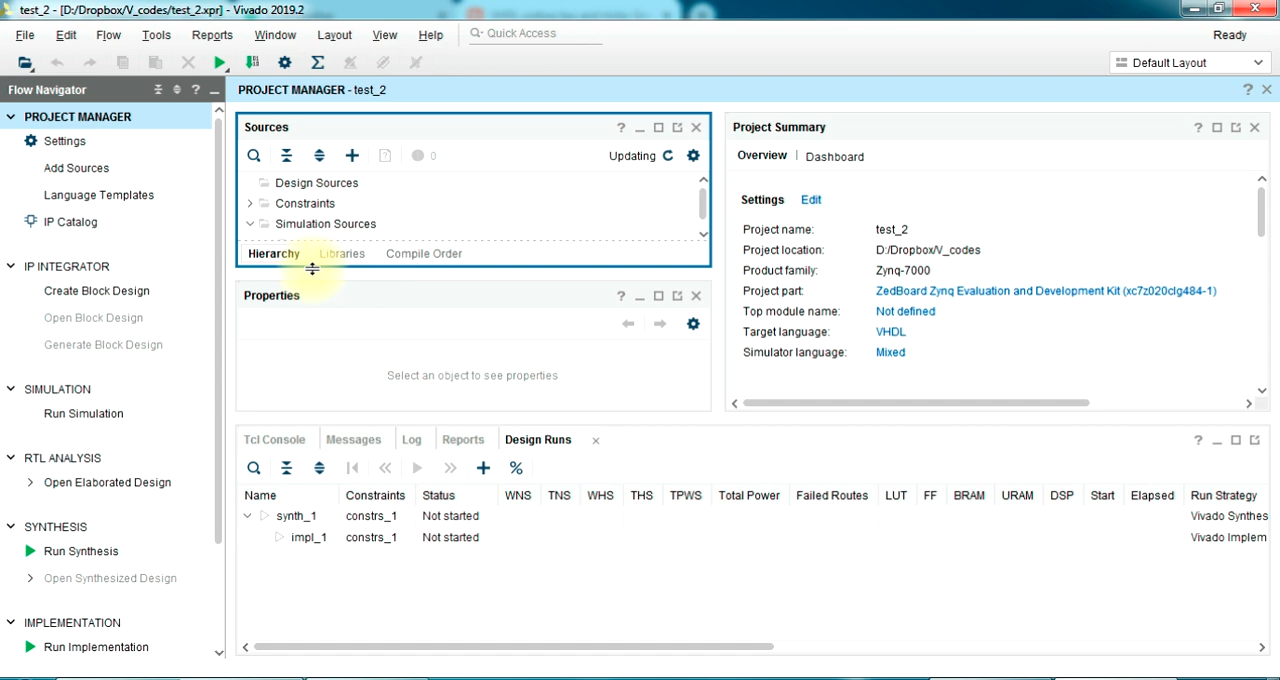 test_2 - [D:/Dropbox/V_codes/test_2.xpr] - Vivado 2019.2
File Edit Flow Tools Reports Window Layout View Help Quick Access Ready
Default Layout
Flow Navigator
PROJECT MANAGER - test_2
PROJECT MANAGER
Settings
Add Sources
Language Templates
IP Catalog
IP INTEGRATOR
Create Block Design
Open Block Design
Generate Block Design
SIMULATION
Run Simulation
RTL ANALYSIS
Open Elaborated Design
SYNTHESIS
Run Synthesis
Open Synthesized Design
IMPLEMENTATION
Run Implementation
Sources
0 Updating
Design Sources
Constraints
Simulation Sources
Hierarchy Libraries Compile Order
Properties
Select an object to see properties
Project Summary
Overview | Dashboard
Settings Edit
Project name: test_2
Project location: D:/Dropbox/V_codes
Product family: Zynq-7000
Project part: ZedBoard Zynq Evaluation and Development Kit (xc7z020clg484-1)
Top module name: Not defined
Target language: VHDL
Simulator language: Mixed
Tcl Console Messages Log Reports Design Runs
Name Constraints Status WNS TNS WHS THS TPWS Total Power Failed Routes LUT FF BRAM URAM DSP Start Elapsed Run Strategy
synth_1 constrs_1 Not started Vivado Synthes
impl_1 constrs_1 Not started Vivado Implem